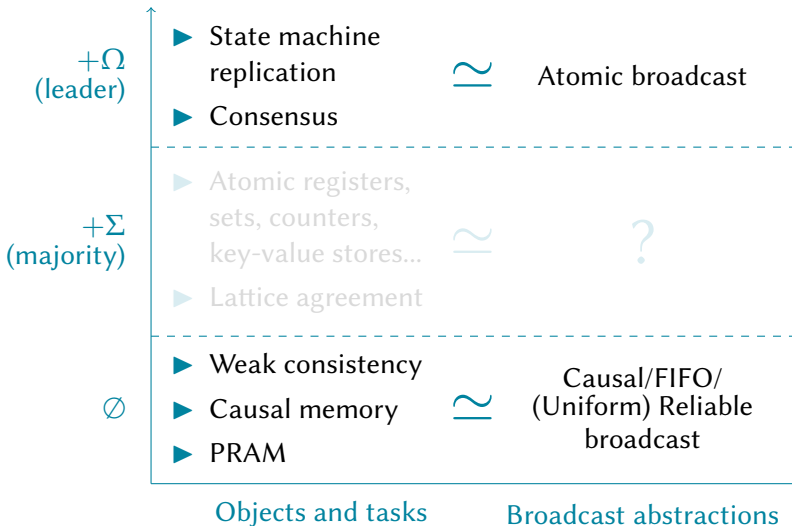 +Ω
(leader)
▶ State machine
replication
▶ Consensus
≃
Atomic broadcast
+Σ
(majority)
▶ Atomic registers,
sets, counters,
key-value stores...
▶ Lattice agreement
≃
?
∅
▶ Weak consistency
▶ Causal memory
▶ PRAM
≃
Causal/FIFO/
(Uniform) Reliable
broadcast
Objects and tasks
Broadcast abstractions